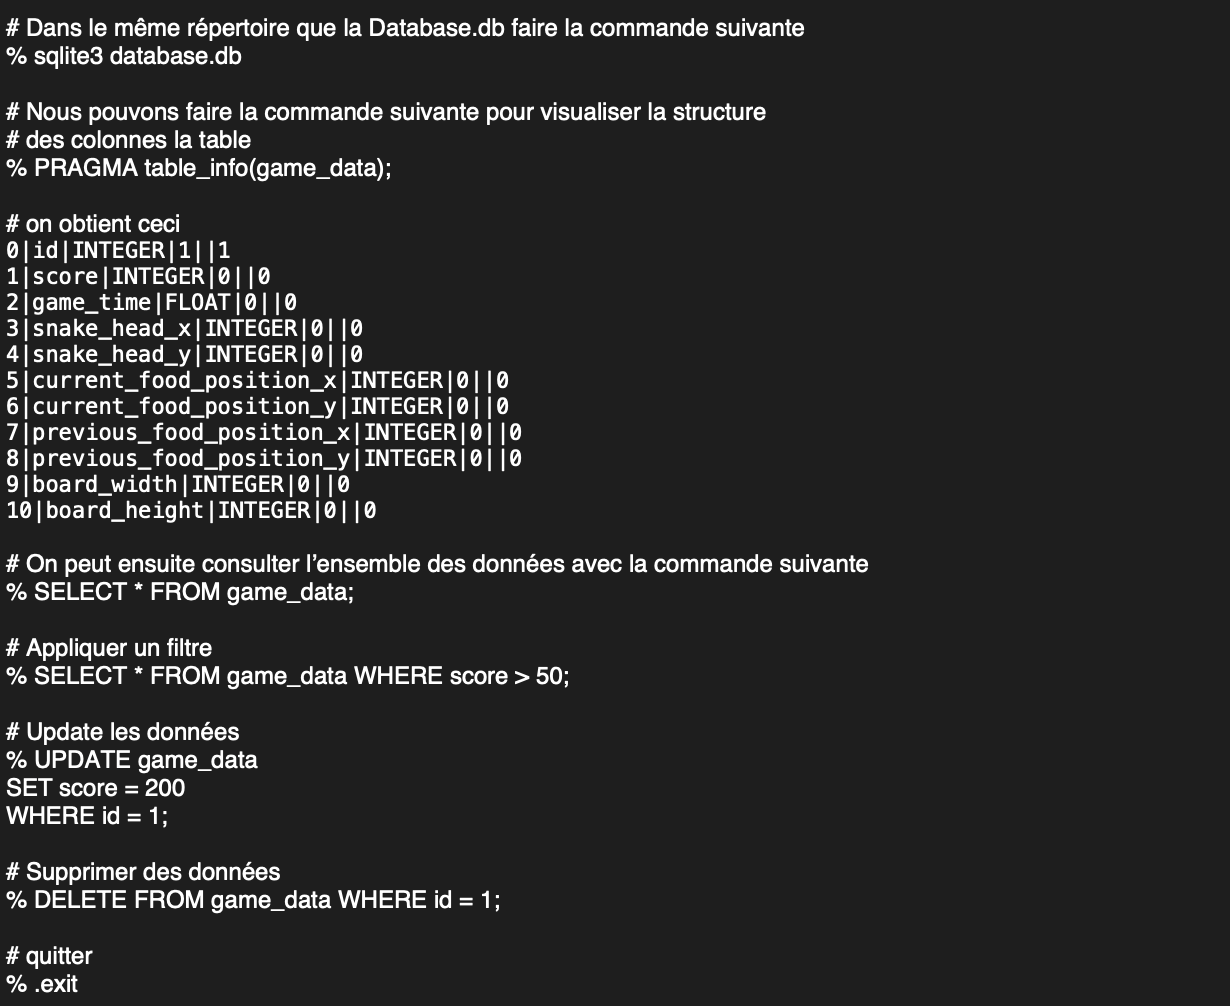 # Dans le même répertoire que la Database.db faire la commande suivante
% sqlite3 database.db
# Nous pouvons faire la commande suivante pour visualiser la structure
# des colonnes la table
% PRAGMA table_info(game_data);
# on obtient ceci
0|id|INTEGER|1||1
1|score|INTEGER|0||0
2|game_time|FLOAT|0||0
3|snake_head_x|INTEGER|0||0
4|snake_head_y|INTEGER|0||0
5|current_food_position_x|INTEGER|0||0
6|current_food_position_y|INTEGER|0||0
7|previous_food_position_x|INTEGER|0||0
8|previous_food_position_y|INTEGER|0||0
9|board_width|INTEGER|0||0
10|board_height|INTEGER|0||0
# On peut ensuite consulter l’ensemble des données avec la commande suivante
% SELECT * FROM game_data;
# Appliquer un filtre
% SELECT * FROM game_data WHERE score > 50;
# Update les données
% UPDATE game_data
SET score = 200
WHERE id = 1;
# Supprimer des données
% DELETE FROM game_data WHERE id = 1;
# quitter
% .exit